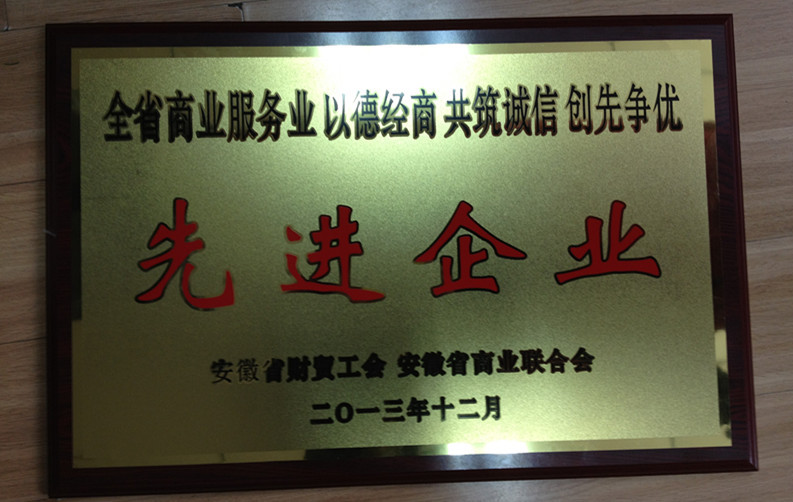 全省商业服务业 以德经商 共筑诚信 创先争优
先进企业
安徽省财贸工会 安徽省商业联合会
二〇一三年十二月